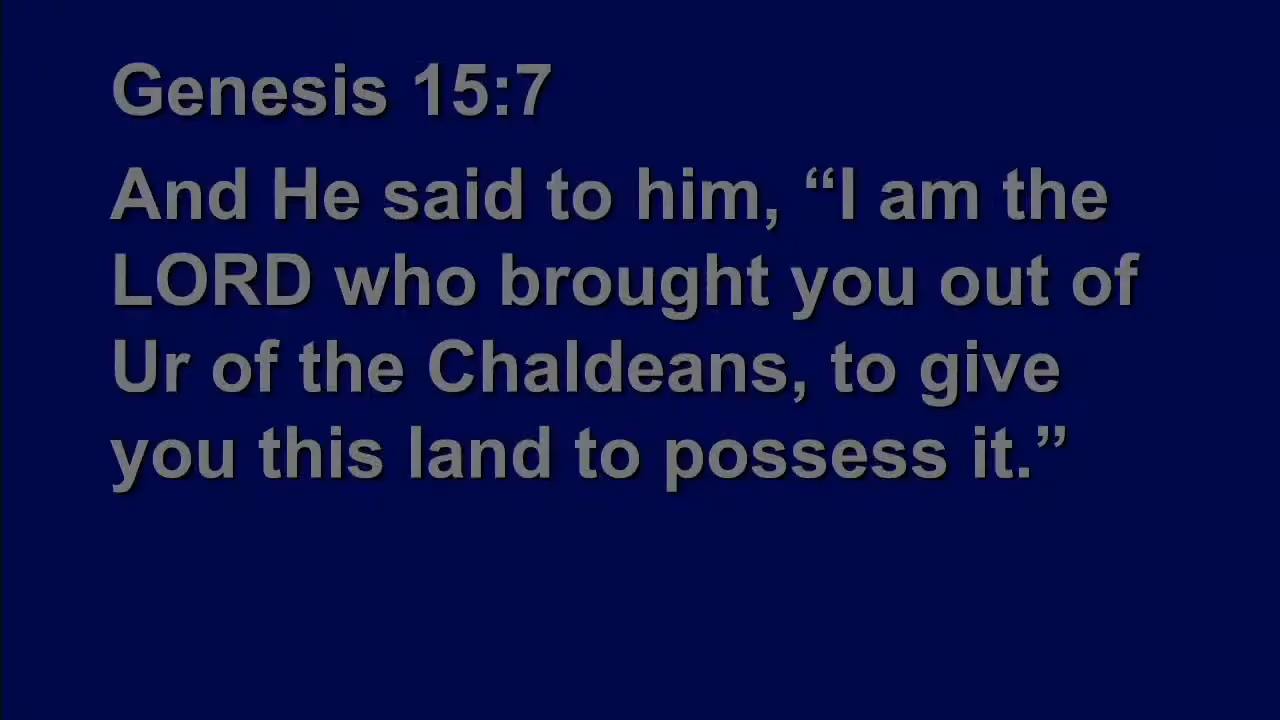 Genesis 15:7
And He said to him, “I am the
LORD who brought you out of
Ur of the Chaldeans, to give
you this land to possess it.”